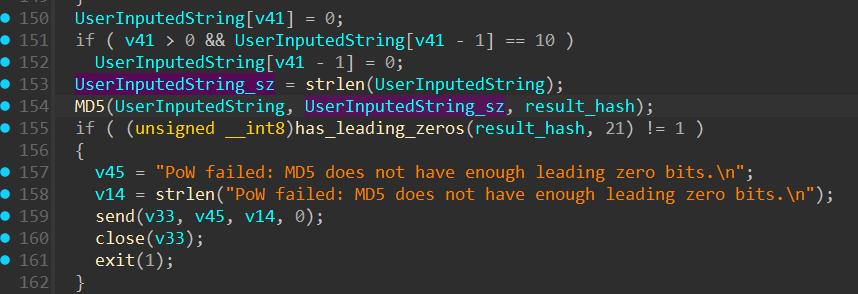 150 UserInputedString[v41] = 0;
151 if ( v41 > 0 && UserInputedString[v41 - 1] == 10 )
152 UserInputedString[v41 - 1] = 0;
153 UserInputedString_sz = strlen(UserInputedString);
154 MD5(UserInputedString, UserInputedString_sz, result_hash);
155 if ( (unsigned __int8)has_leading_zeros(result_hash, 21) != 1 )
156 {
157 v45 = "PoW failed: MD5 does not have enough leading zero bits.\n";
158 v14 = strlen("PoW failed: MD5 does not have enough leading zero bits.\n");
159 send(v33, v45, v14, 0);
160 close(v33);
161 exit(1);
162 }